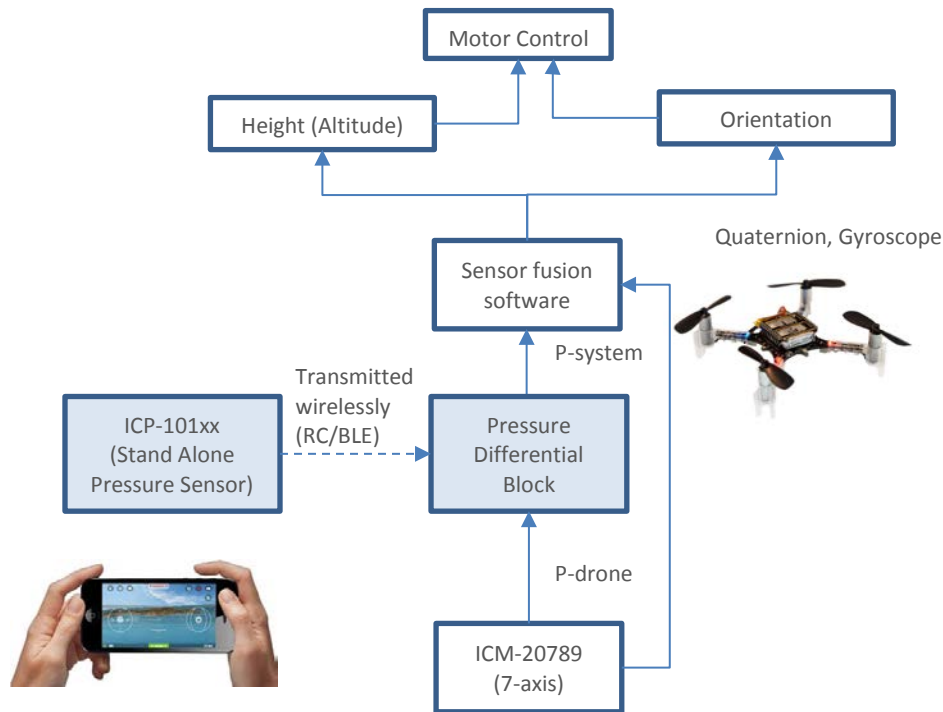 Motor Control
Height (Altitude)
Orientation
Quaternion, Gyroscope
Sensor fusion
software
P-system
Transmitted
wirelessly
(RC/BLE)
ICP-101xx
(Stand Alone
Pressure Sensor)
Pressure
Differential
Block
P-drone
ICM-20789
(7-axis)